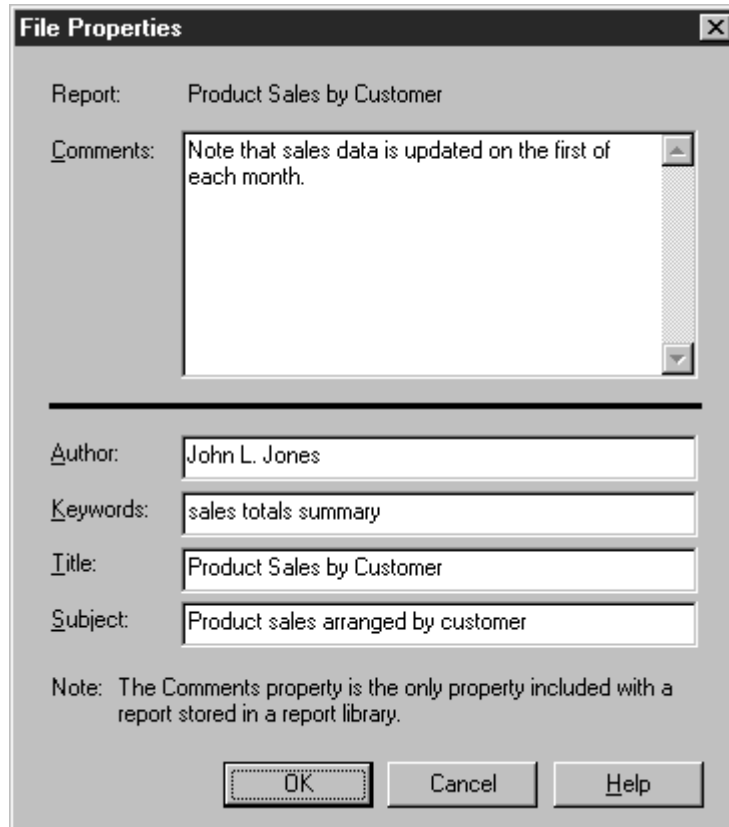 File Properties
Report: Product Sales by Customer
Comments: Note that sales data is updated on the first of
each month.
Author: John L. Jones
Keywords: sales totals summary
Title: Product Sales by Customer
Subject: Product sales arranged by customer
Note: The Comments property is the only property included with a
report stored in a report library.
OK Cancel Help